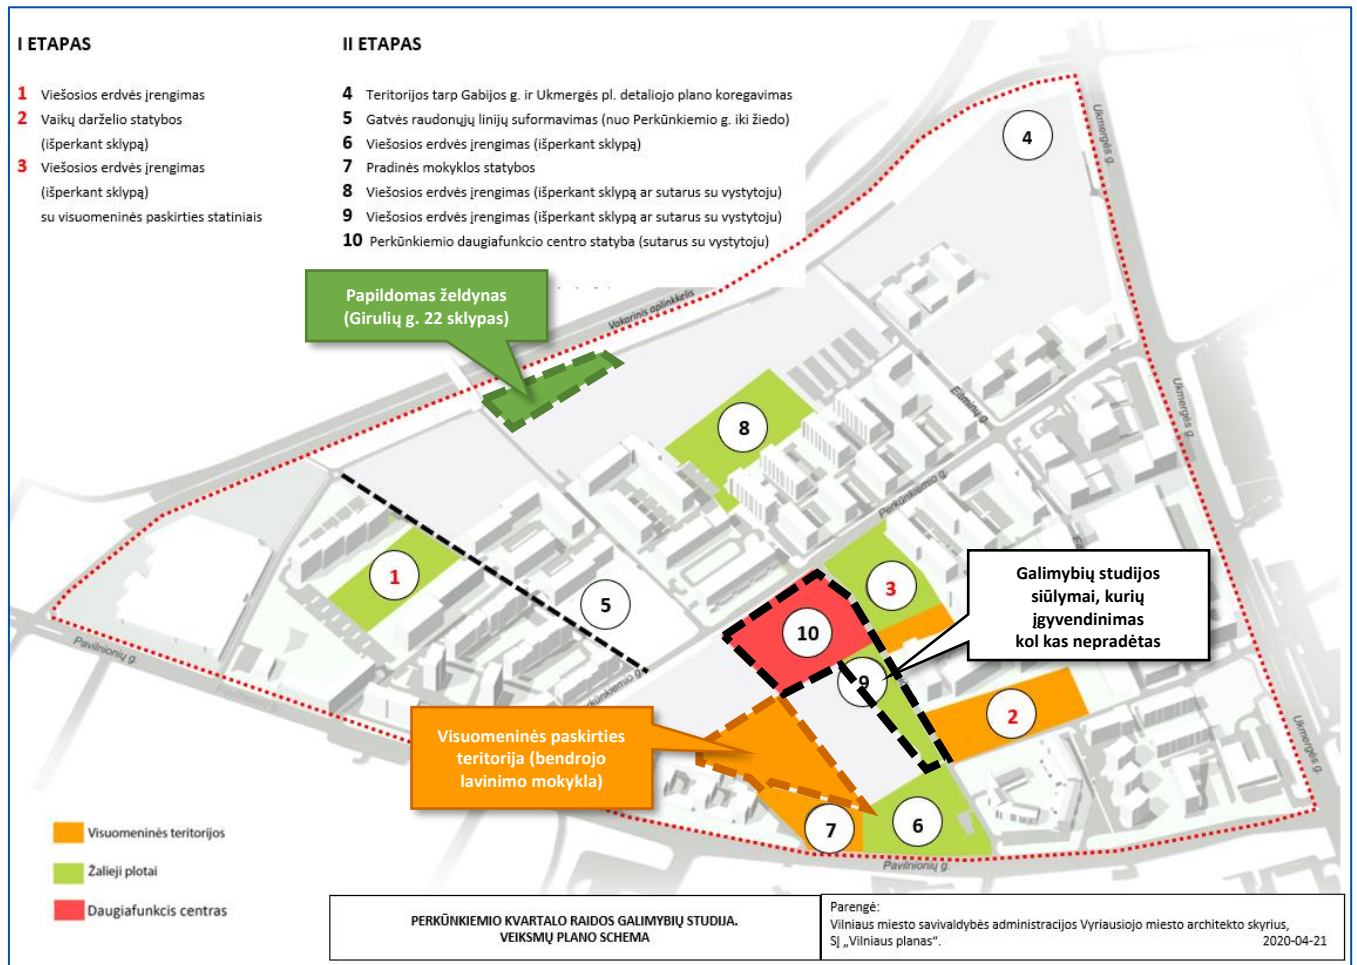 I ETAPAS
1 Viešosios erdvės įrengimas
2 Vaikų darželio statybos
(išperkant sklypą)
3 Viešosios erdvės įrengimas
(išperkant sklypą)
su visuomeninės paskirties statiniais
II ETAPAS
4 Teritorijos tarp Gabijos g. ir Ukmergės pl. detaliojo plano koregavimas
5 Gatvės raudonųjų linijų suformavimas (nuo Perkūnkiemio g. iki žiedo)
6 Viešosios erdvės įrengimas (išperkant sklypą)
7 Pradinės mokyklos statybos
8 Viešosios erdvės įrengimas (išperkant sklypą ar sutarus su vystytoju)
9 Viešosios erdvės įrengimas (išperkant sklypą ar sutarus su vystytoju)
10 Perkūnkiemio daugiafunkcio centro statyba (sutarus su vystytoju)
Papildomas želdynas
(Girulių g. 22 sklypas)
Vakarinis aplinkkelis
4
Ukmergės g.
Ukmergės g.
Eitminų g.
8
Perkūnkiemio g.
1
5
3
10
9
Galimybių studijos
siūlymai, kurių
įgyvendinimas
kol kas nepradėtas
2
Pavilnionių g.
Perkūnkiemio g.
Ukmergės g.
Visuomeninės paskirties
teritorija (bendrojo
lavinimo mokykla)
7
6
Pavilnionių g.
Visuomeninės teritorijos
Žalieji plotai
Daugiafunkcis centras
PERKŪNKIEMIO KVARTALO RAIDOS GALIMYBIŲ STUDIJA.
VEIKSMŲ PLANO SCHEMA
Parengė:
Vilniaus miesto savivaldybės administracijos Vyriausiojo miesto architekto skyrius,
SĮ „Vilniaus planas“. 2020-04-21